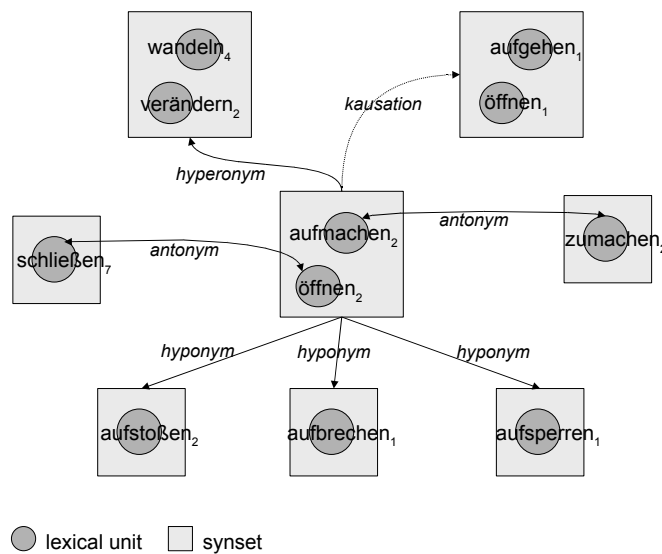 wandeln₄
aufgehen₁
verändern₂
kausation
öffnen₁
hyperonym
aufmachen₂
antonym
zumachen₂
schließen₇
antonym
öffnen₂
hyponym
hyponym
hyponym
aufstoßen₂
aufbrechen₁
aufsperren₁
lexical unit
synset